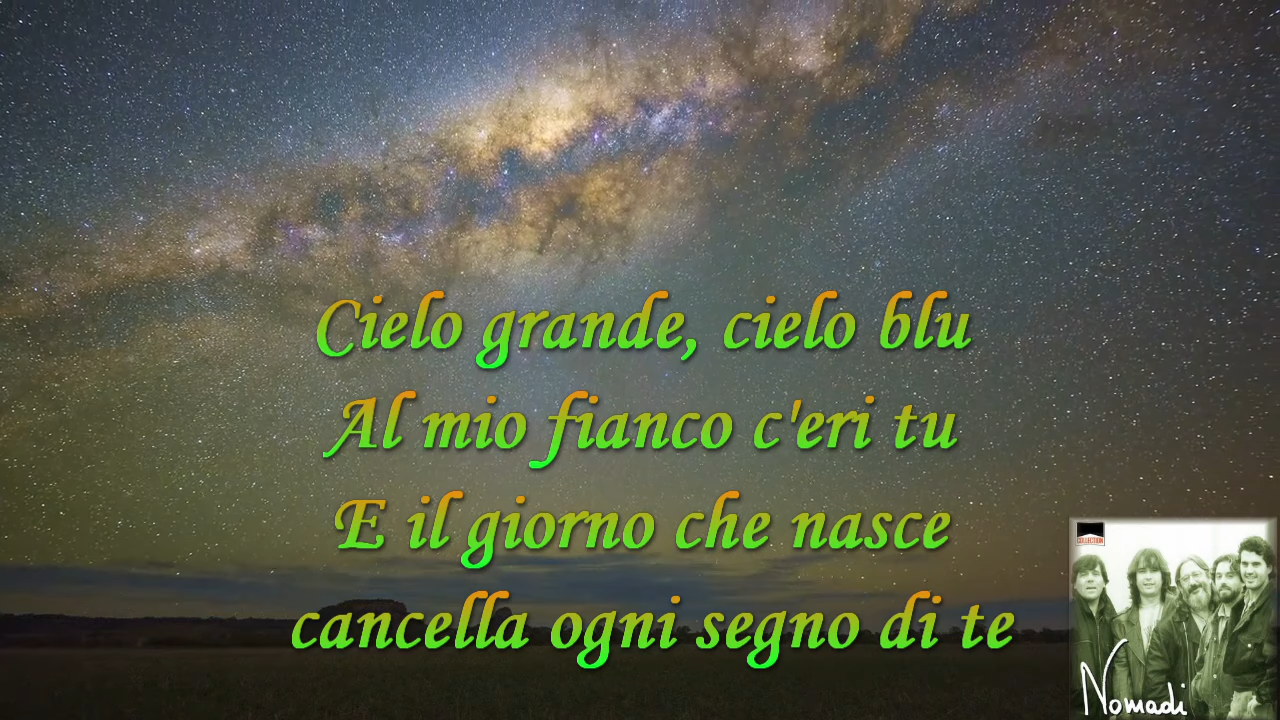 Cielo grande, cielo blu
Al mio fianco c'eri tu
E il giorno che nasce
cancella ogni segno di te
COLLECTION
Nomadi